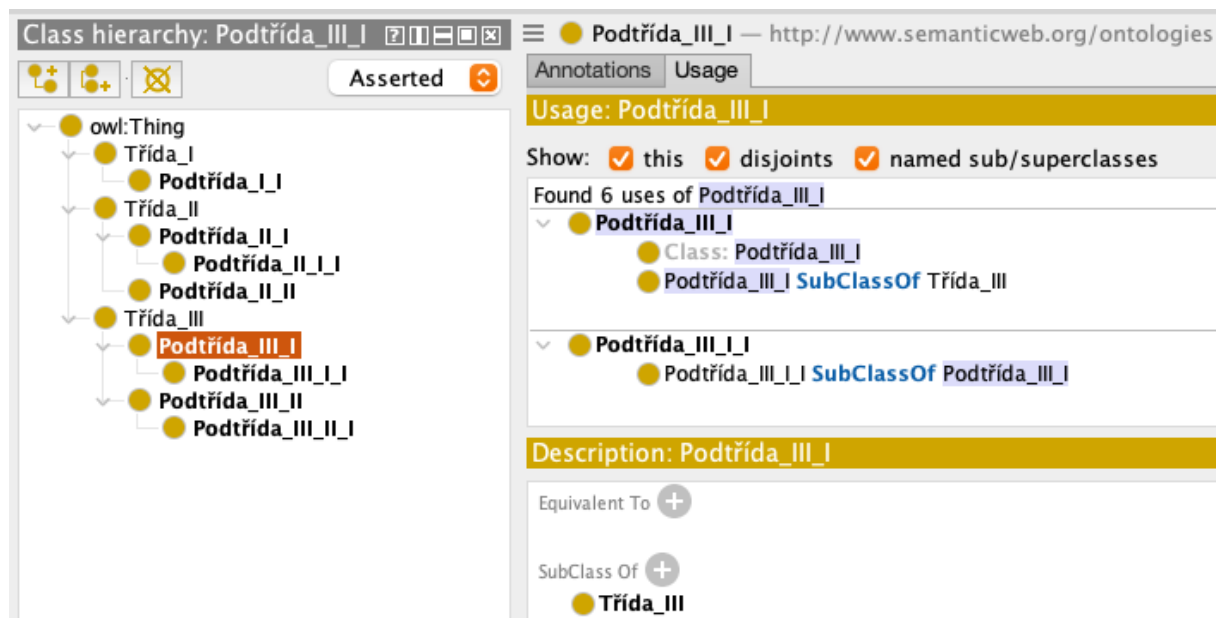 Class hierarchy: Podtřída_III_I
Asserted
owl:Thing
Třída_I
Podtřída_I_I
Třída_II
Podtřída_II_I
Podtřída_II_I_I
Podtřída_II_II
Třída_III
Podtřída_III_I
Podtřída_III_I_I
Podtřída_III_II
Podtřída_III_II_I
Podtřída_III_I — http://www.semanticweb.org/ontologies
Annotations Usage
Usage: Podtřída_III_I
Show: this disjoints named sub/superclasses
Found 6 uses of Podtřída_III_I
Podtřída_III_I
Class: Podtřída_III_I
Podtřída_III_I SubClassOf Třída_III
Podtřída_III_I_I
Podtřída_III_I_I SubClassOf Podtřída_III_I
Description: Podtřída_III_I
Equivalent To
SubClass Of
Třída_III